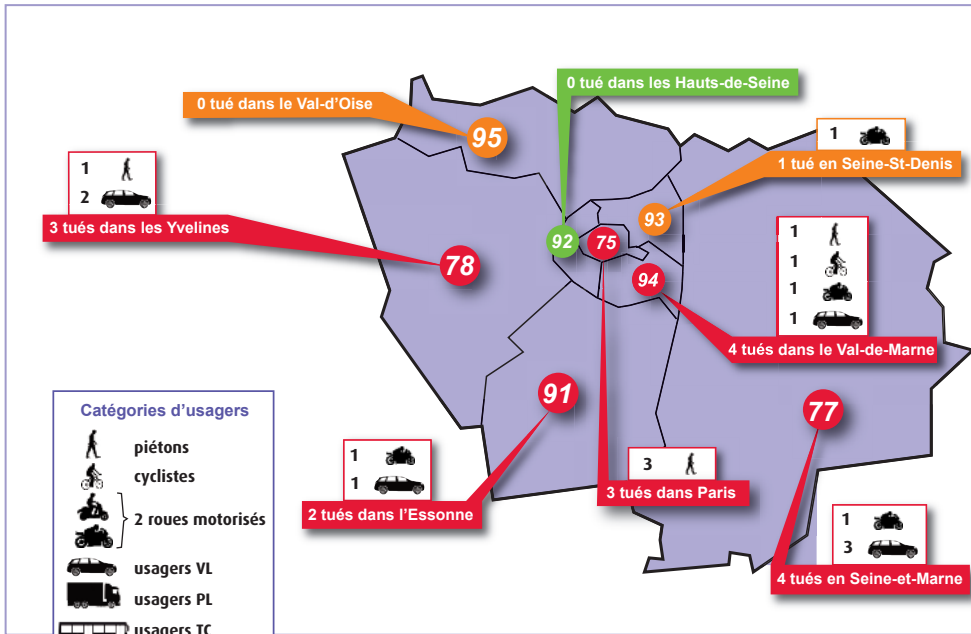 0 tué dans les Hauts-de-Seine
0 tué dans le Val-d'Oise
95
1
1 tué en Seine-St-Denis
93
1
2
3 tués dans les Yvelines
78
92
75
94
1
1
1
1
4 tués dans le Val-de-Marne
91
77
1
1
2 tués dans l'Essonne
3
3 tués dans Paris
1
3
4 tués en Seine-et-Marne
Catégories d'usagers
piétons
cyclistes
2 roues motorisés
usagers VL
usagers PL
usagers TC